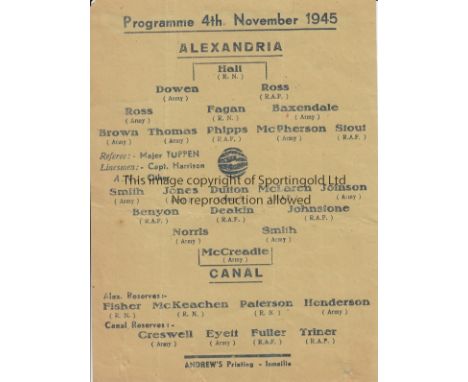 Programme 4th. November 1945
ALEXANDRIA
Hall
( R. N. )
Dowen Ross
( Army ) ( R.A.F. )
Ross Fagan Baxendale
( Army ) ( R. N. ) ( Army )
Brown Thomas Phipps McPherson Stout
( Army ) ( Army ) ( R.A.F. ) ( Army ) ( R.A.F. )
Referee:- Major TUPPEN
Linesmen:- Capt. Harrison
This image copyright of Sportingold Ltd
Smith Jones Dutton McLaren Johnson
No reproduction allowed
Benyon Deakin Johnstone
( Army ) ( R.A.F. ) ( R.A.F. )
Norris Smith
( Army ) ( Army )
McCreadie
( Army )
CANAL
Alex. Reserves:-
Fisher McKeachen Paterson Henderson
( R. N. ) ( R. N. ) ( R. N. ) ( Army )
Canal Reserves:-
Creswell Eyett Fuller Triner
( Army ) ( Army ) ( R.A.F. ) ( R.A.F. )
ANDREW'S Printing - Ismailia